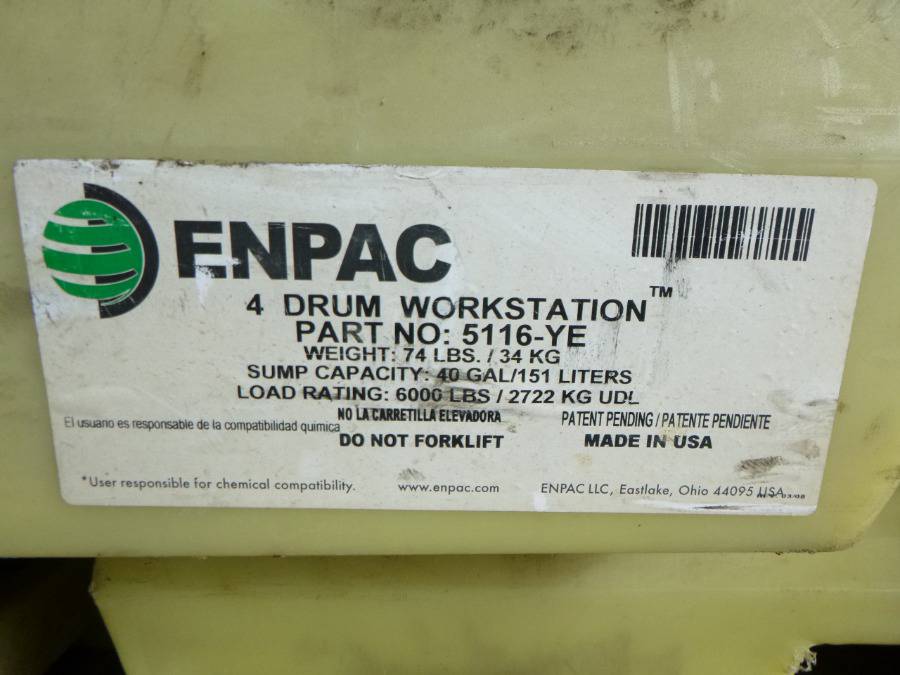 ENPAC
4 DRUM WORKSTATION™
PART NO: 5116-YE
WEIGHT: 74 LBS. / 34 KG
SUMP CAPACITY: 40 GAL/151 LITERS
LOAD RATING: 6000 LBS / 2722 KG UDL
NO LA CARRETILLA ELEVADORA
PATENT PENDING / PATENTE PENDIENTE
El usuario es responsable de la compatibilidad quimica
DO NOT FORKLIFT
MADE IN USA
*User responsible for chemical compatibility.
www.enpac.com
ENPAC LLC, Eastlake, Ohio 44095 USA
03/08